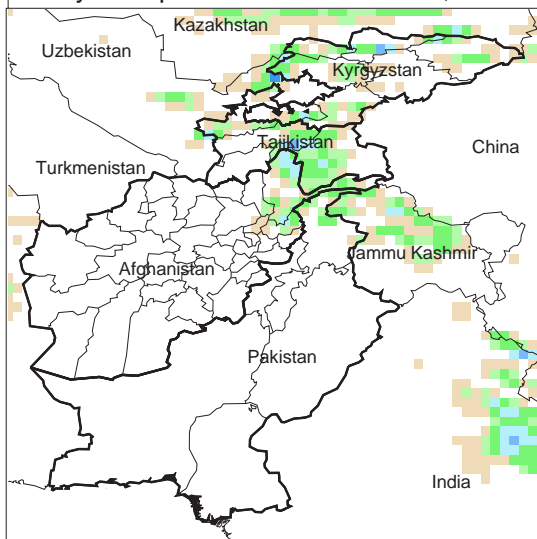 Kazakhstan
Uzbekistan
Kyrgyzstan
Tajikistan
China
Turkmenistan
Jammu Kashmir
Afghanistan
Pakistan
India